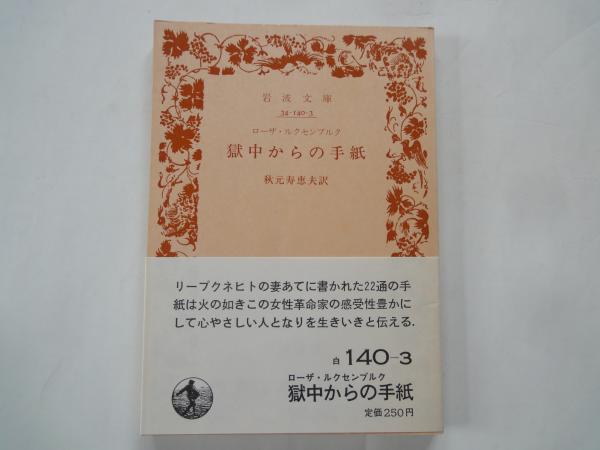 岩波文庫
34-140-3
ローザ・ルクセンブルク
獄中からの手紙
秋元寿恵夫訳
リープクネヒトの妻あてに書かれた22通の手
紙は火の如きこの女性革命家の感受性豊かに
して心やさしい人となりを生きいきと伝える.
白 140-3
ローザ・ルクセンブルク
獄中からの手紙
定価250円